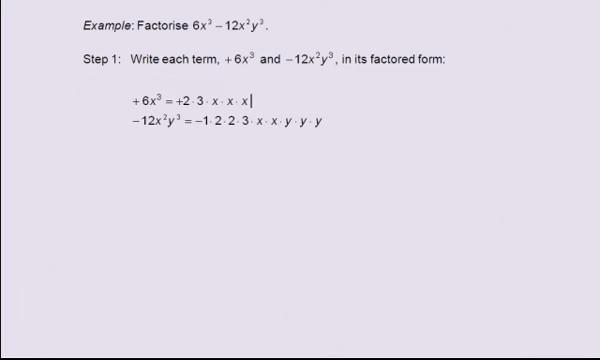 Example: Factorise 6x³ − 12x²y³.
Step 1: Write each term, +6x³ and −12x²y³, in its factored form:
+6x³ = +2·3·x·x·x
−12x²y³ = −1·2·2·3·x·x·y·y·y